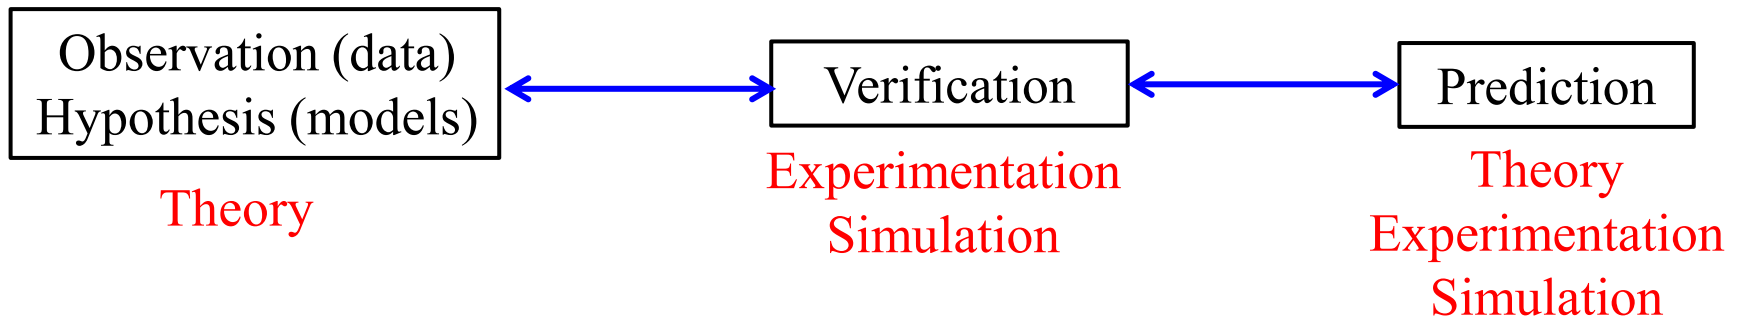 Observation (data)
Hypothesis (models)
Theory
Verification
Experimentation
Simulation
Prediction
Theory
Experimentation
Simulation